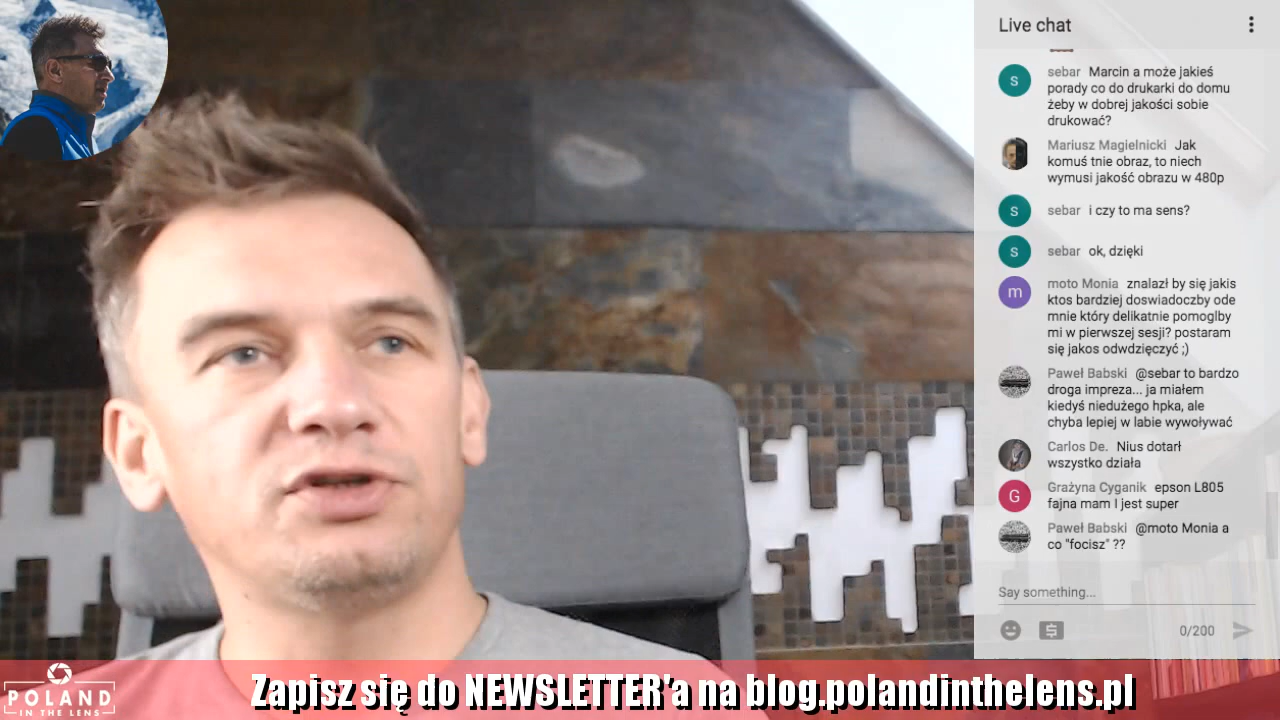 Live chat
sebar Marcin a może jakieś
porady co do drukarki do domu
żeby w dobrej jakości sobie
drukować?
Mariusz Magielnicki Jak
komuś tnie obraz, to niech
wymusi jakość obrazu w 480p
sebar i czy to ma sens?
sebar ok, dzięki
moto Monia znalazł by się jakis
ktos bardziej doswiadoczby ode
mnie który delikatnie pomoglby
mi w pierwszej sesji? postaram
się jakos odwdzięczyć ;)
Paweł Babski @sebar to bardzo
droga impreza... ja miałem
kiedyś niedużego hpka, ale
chyba lepiej w labie wywoływać
Carlos De. Nius dotarł
wszystko działa
Grażyna Cyganik epson L805
fajna mam I jest super
Paweł Babski @moto Monia a
co "focisz" ??
Say something...
0/200
POLAND
IN THE LENS
Zapisz się do NEWSLETTER'a na blog.polandinthelens.pl